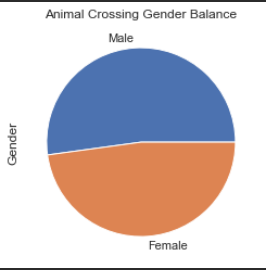 Animal Crossing Gender Balance
Male
Gender
Female